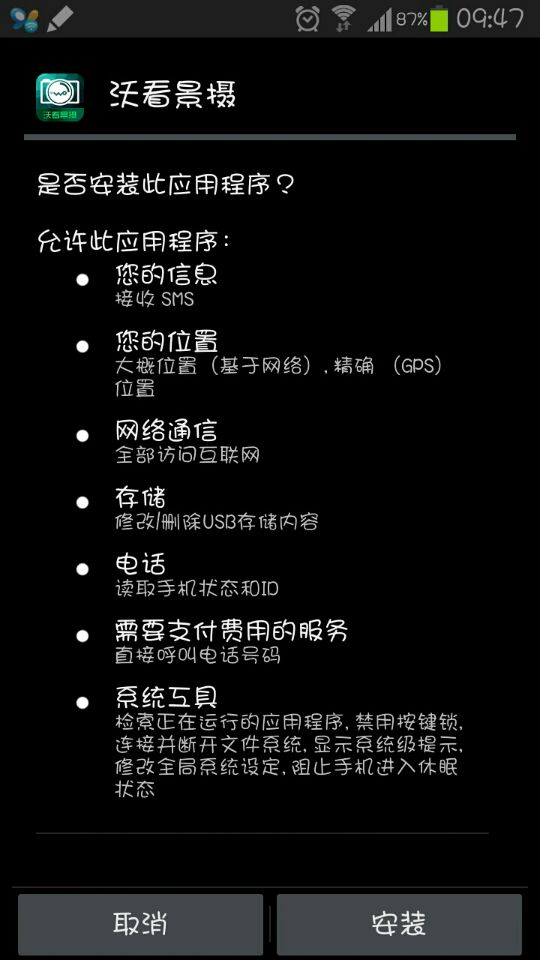 87% 09:47
沃看景摄
沃看景摄
是否安装此应用程序？
允许此应用程序：
您的信息
接收 SMS
您的位置
大概位置（基于网络）,精确 （GPS）
位置
网络通信
全部访问互联网
存储
修改/删除USB存储内容
电话
读取手机状态和ID
需要支付费用的服务
直接呼叫电话号码
系统工具
检索正在运行的应用程序,禁用按键锁,
连接并断开文件系统,显示系统级提示,
修改全局系统设定,阻止手机进入休眠
状态
取消
安装